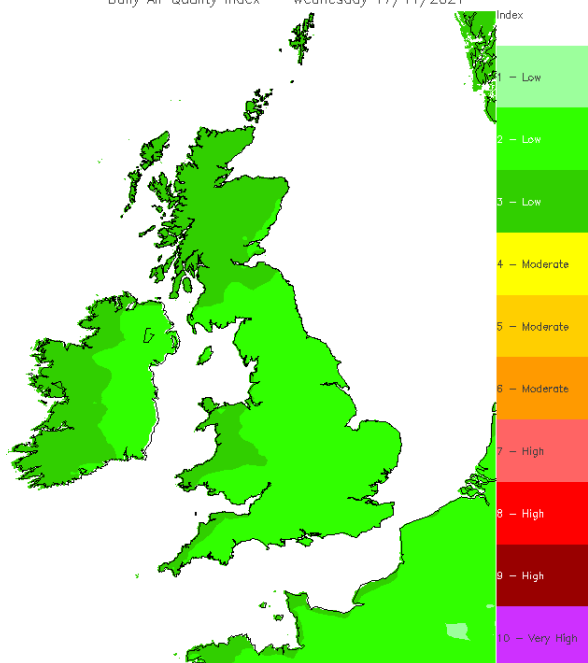 Daily Air Quality Index Wednesday 17/11/2021
Index
1 - Low
2 - Low
3 - Low
4 - Moderate
5 - Moderate
6 - Moderate
7 - High
8 - High
9 - High
10 - Very High